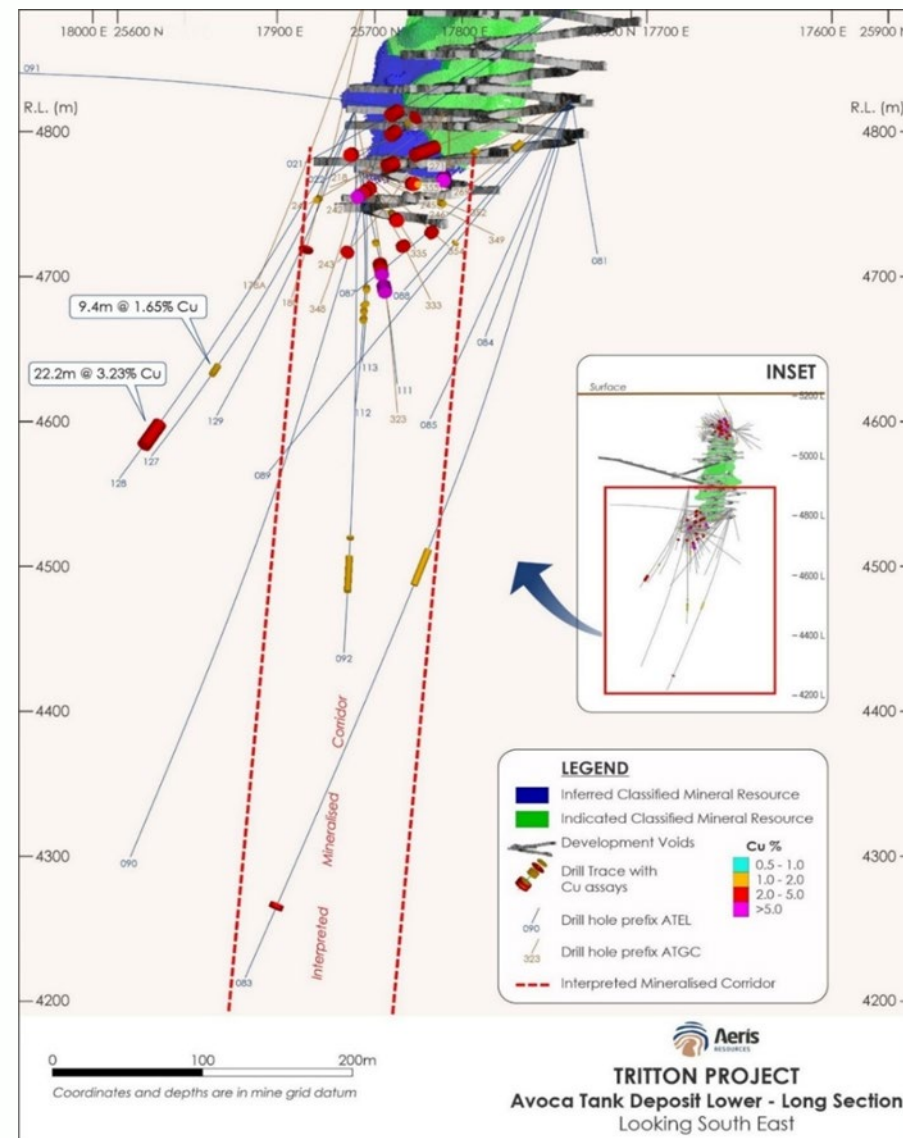 18000 E 25600 N 17900 E 25700 N 17800 E 17700 E 17600 E 25900 N
091
R.L. (m) R.L. (m)
4800 4800
021
349
243 335 354
081
178A 348 087 088 333
4700 4700
9.4m @ 1.65% Cu
084
22.2m @ 3.23% Cu
113
111
112
129 323 085
4600 4600
127
089
128
INSET
Surface
5200 L
5000 L
4800 L
4600 L
4400 L
4200 L
4500 4500
092
4400 4400
Interpreted Mineralised Corridor
4300 4300
090
083
4200 4200
LEGEND
Inferred Classified Mineral Resource
Indicated Classified Mineral Resource
Development Voids
Drill Trace with
Cu assays
Cu %
0.5 - 1.0
1.0 - 2.0
2.0 - 5.0
>5.0
090 Drill hole prefix ATEL
323 Drill hole prefix ATGC
Interpreted Mineralised Corridor
0 100 200m
Coordinates and depths are in mine grid datum
Aeris
RESOURCES
TRITTON PROJECT
Avoca Tank Deposit Lower - Long Section
Looking South East